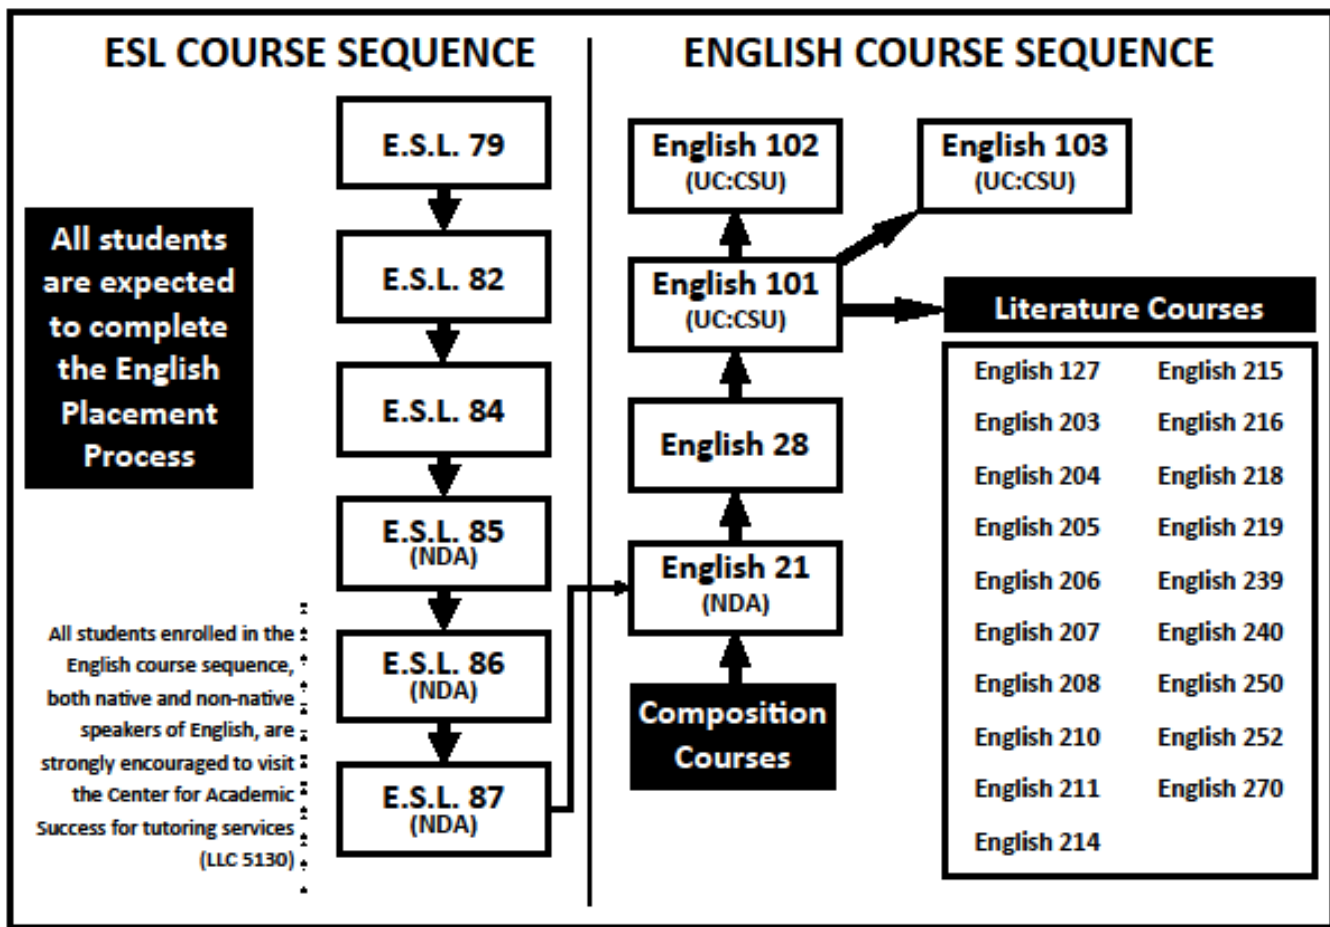 ESL COURSE SEQUENCE
E.S.L. 79
E.S.L. 82
E.S.L. 84
E.S.L. 85
(NDA)
E.S.L. 86
(NDA)
E.S.L. 87
(NDA)
All students
are expected
to complete
the English
Placement
Process
All students enrolled in the
English course sequence,
both native and non-native
speakers of English, are
strongly encouraged to visit
the Center for Academic
Success for tutoring services
(LLC 5130)
ENGLISH COURSE SEQUENCE
English 102
(UC:CSU)
English 103
(UC:CSU)
English 101
(UC:CSU)
English 28
English 21
(NDA)
Composition
Courses
Literature Courses
English 127
English 203
English 204
English 205
English 206
English 207
English 208
English 210
English 211
English 214
English 215
English 216
English 218
English 219
English 239
English 240
English 250
English 252
English 270